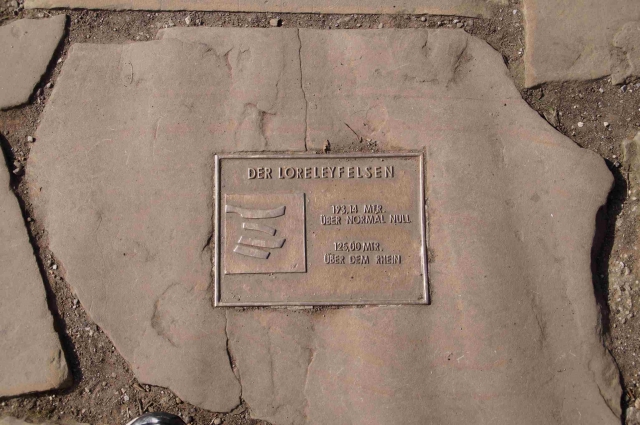 DER LORELEYFELSEN
193,14 MTR.
ÜBER NORMAL NULL
125,00 MTR.
ÜBER DEM RHEIN